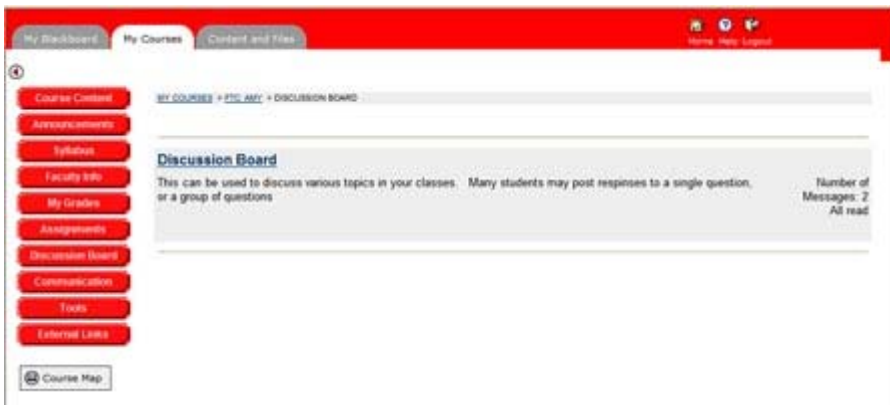 My Blackboard
My Courses
Content and Files
Home Help Logout
Course Content
MY COURSES > FTC AMY > DISCUSSION BOARD
Announcements
Syllabus
Discussion Board
Faculty Info
This can be used to discuss various topics in your classes. Many students may post respinses to a single question,
or a group of questions
Number of
Messages: 2
All read
My Grades
Assignments
Discussion Board
Communication
Tools
External Links
Course Map